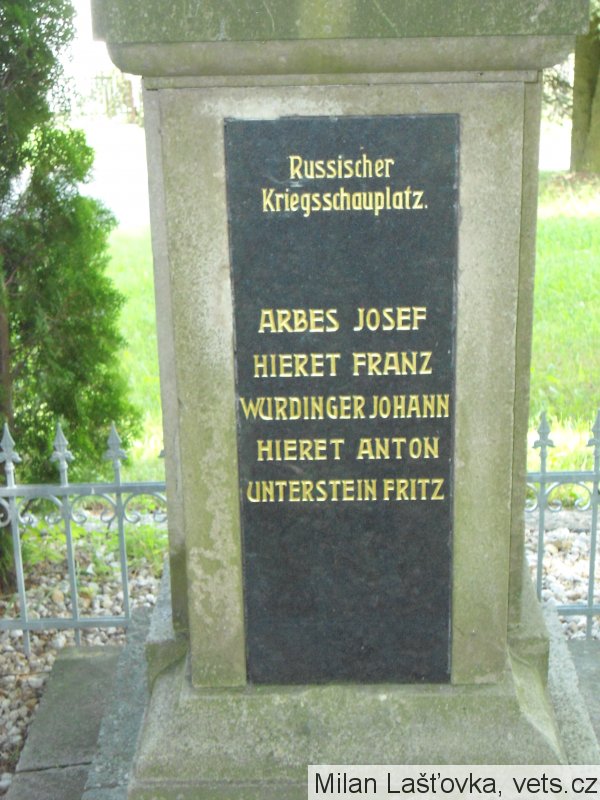 Russischer
Kriegsschauplatz.
ARBES JOSEF
HIERET FRANZ
WURDINGER JOHANN
HIERET ANTON
UNTERSTEIN FRITZ
Milan Lašťovka, vets.cz